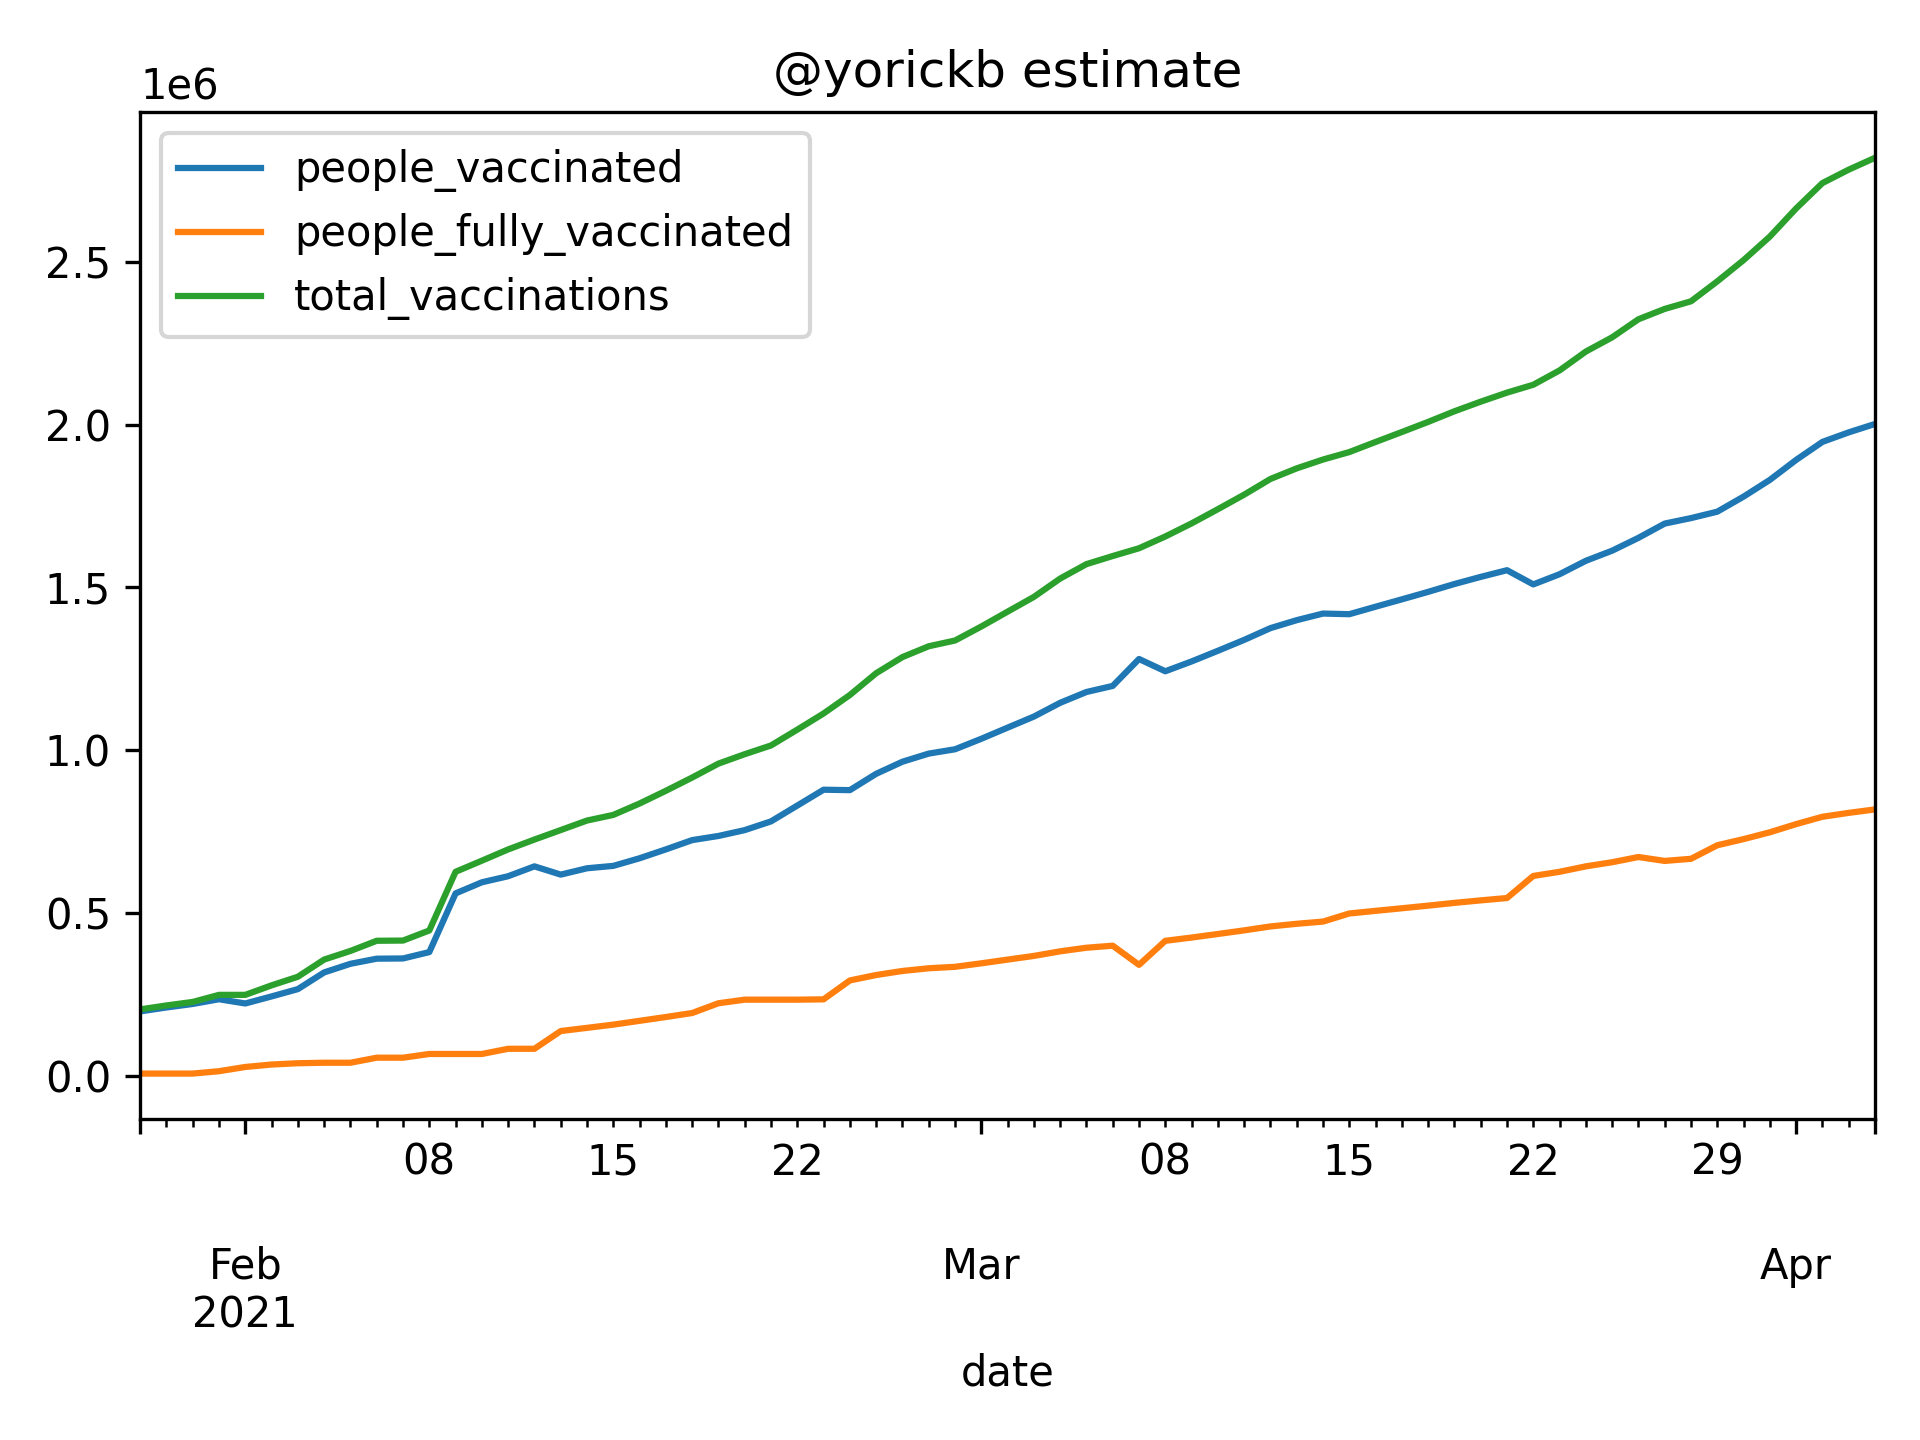 @yorickb estimate
1e6
people_vaccinated
people_fully_vaccinated
total_vaccinations
2.5
2.0
1.5
1.0
0.5
0.0
08 15 22 08 15 22 29
Feb Mar Apr
2021
date